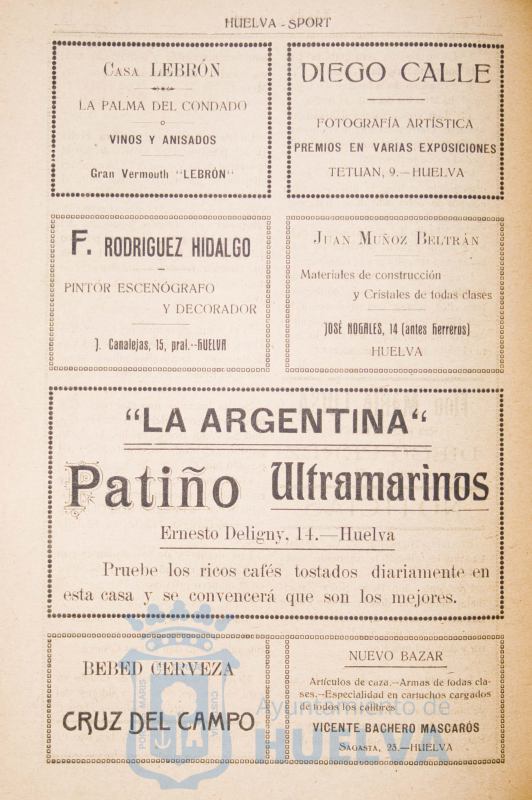 HUELVA - SPORT
CASA LEBRÓN
LA PALMA DEL CONDADO
VINOS Y ANISADOS
Gran Vermouth "LEBRÓN"
DIEGO CALLE
FOTOGRAFÍA ARTÍSTICA
PREMIOS EN VARIAS EXPOSICIONES
TETUAN, 9.—HUELVA
F. RODRIGUEZ HIDALGO
PINTOR ESCENÓGRAFO
Y DECORADOR
J. Canalejas, 15, pral.--HUELVA
JUAN MUÑOZ BELTRÁN
Materiales de construcción
y Cristales de todas clases
JOSÉ NOGALES, 14 (antes Herreros)
HUELVA
"LA ARGENTINA"
Patiño Ultramarinos
Ernesto Deligny, 14.—Huelva
Pruebe los ricos cafés tostados diariamente en
esta casa y se convencerá que son los mejores.
BEBED CERVEZA
CRUZ DEL CAMPO
NUEVO BAZAR
Artículos de caza.—Armas de todas cla-
ses.—Especialidad en cartuchos cargados
de todos los calibres
VICENTE BACHERO MASCARÓS
SAGASTA, 23.—HUELVA
Ayuntamiento de
HUELVA